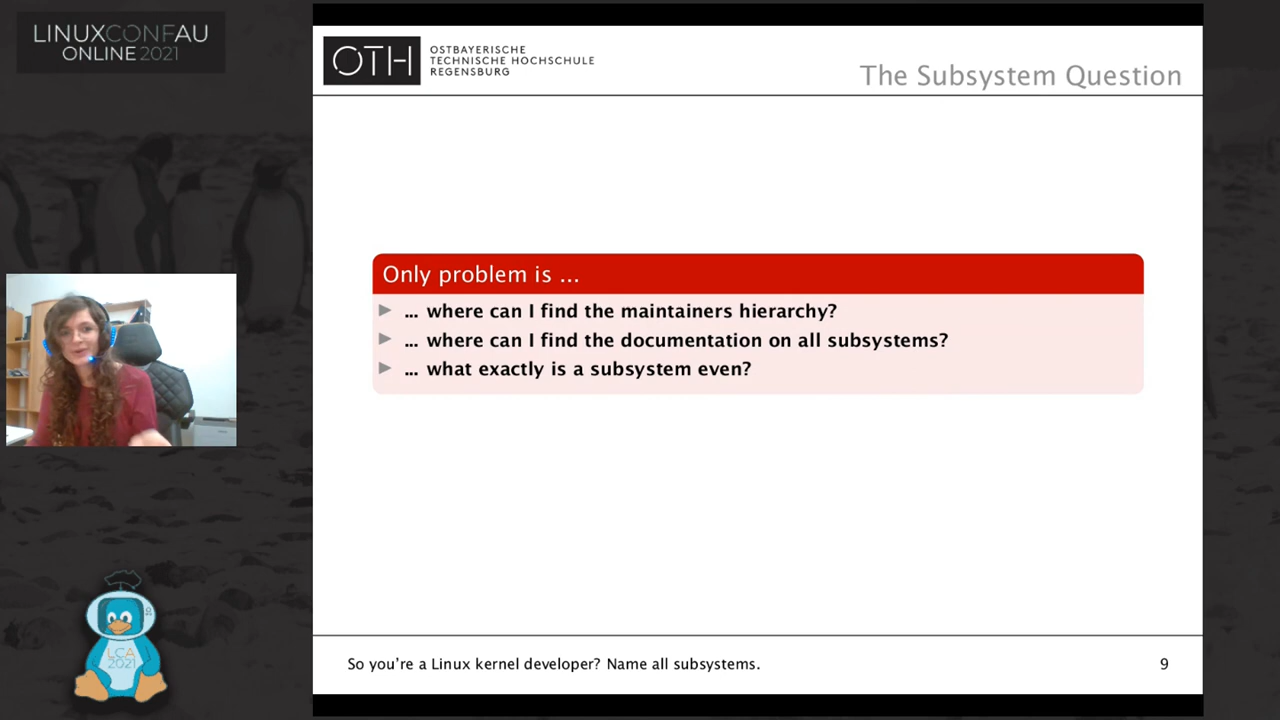 LINUXCONFAU
ONLINE 2021
OTH
OSTBAYERISCHE
TECHNISCHE HOCHSCHULE
REGENSBURG
The Subsystem Question
Only problem is ...
... where can I find the maintainers hierarchy?
... where can I find the documentation on all subsystems?
... what exactly is a subsystem even?
LCA
2021
So you're a Linux kernel developer? Name all subsystems.
9